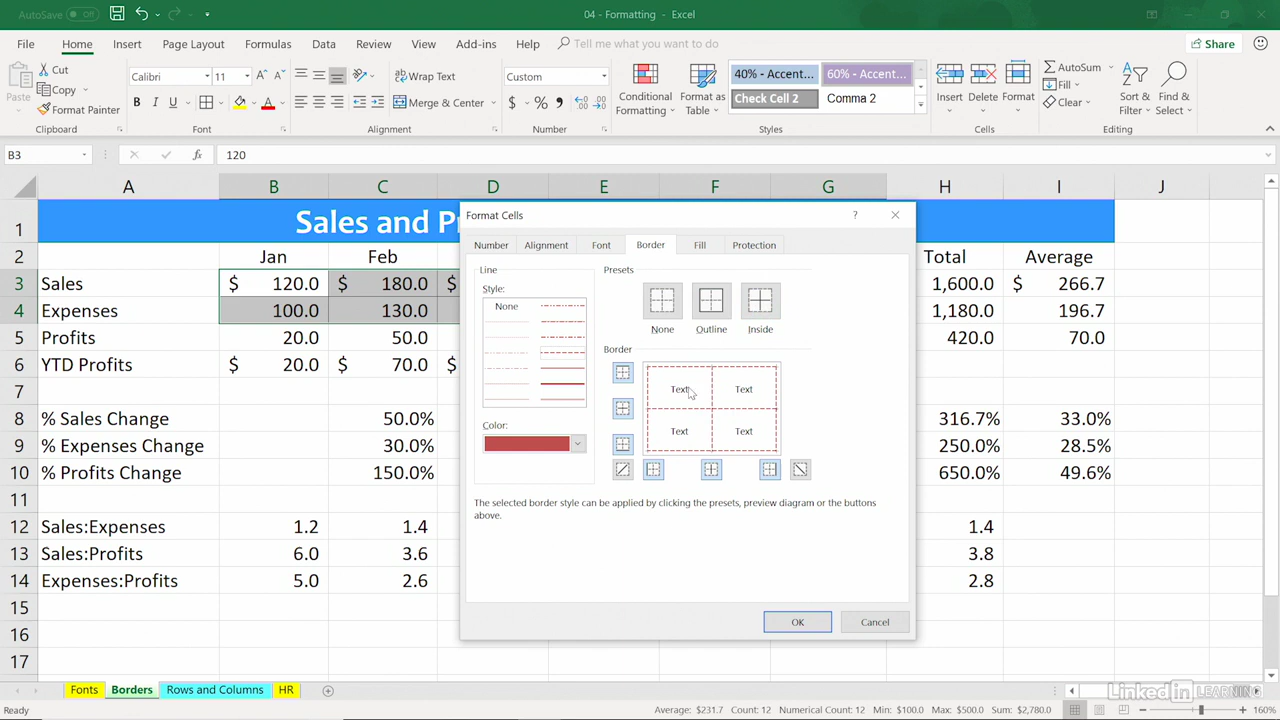 AutoSave Off
04 - Formatting - Excel
File Home Insert Page Layout Formulas Data Review View Add-ins Help Tell me what you want to do Share
Paste
Cut
Copy
Format Painter
Clipboard
Calibri 11
B I U
Font
Wrap Text
Merge & Center
Alignment
Custom
$ % ,
Number
Conditional Formatting
Format as Table
40% - Accent...
60% - Accent...
Check Cell 2
Comma 2
Styles
Insert Delete Format
Cells
AutoSum
Fill
Clear
Sort & Filter
Find & Select
Editing
B3 fx 120
A B C D E F G H I J
1 Sales and P
2 Jan Feb Total Average
3 Sales $ 120.0 $ 180.0 $ 1,600.0 $ 266.7
4 Expenses 100.0 130.0 1,180.0 196.7
5 Profits 20.0 50.0 420.0 70.0
6 YTD Profits $ 20.0 $ 70.0 $
7
8 % Sales Change 50.0% 316.7% 33.0%
9 % Expenses Change 30.0% 250.0% 28.5%
10 % Profits Change 150.0% 650.0% 49.6%
11
12 Sales:Expenses 1.2 1.4 1.4
13 Sales:Profits 6.0 3.6 3.8
14 Expenses:Profits 5.0 2.6 2.8
15
16
17
Format Cells ?
Number Alignment Font Border Fill Protection
Line
Style:
None
Color:
Presets
None Outline Inside
Border
Text Text
Text Text
The selected border style can be applied by clicking the presets, preview diagram or the buttons
above.
OK Cancel
Fonts Borders Rows and Columns HR
LinkedIn LEARNING
Ready Average: $231.7 Count: 12 Numerical Count: 12 Min: $100.0 Max: $500.0 Sum: $2,780.0 160%